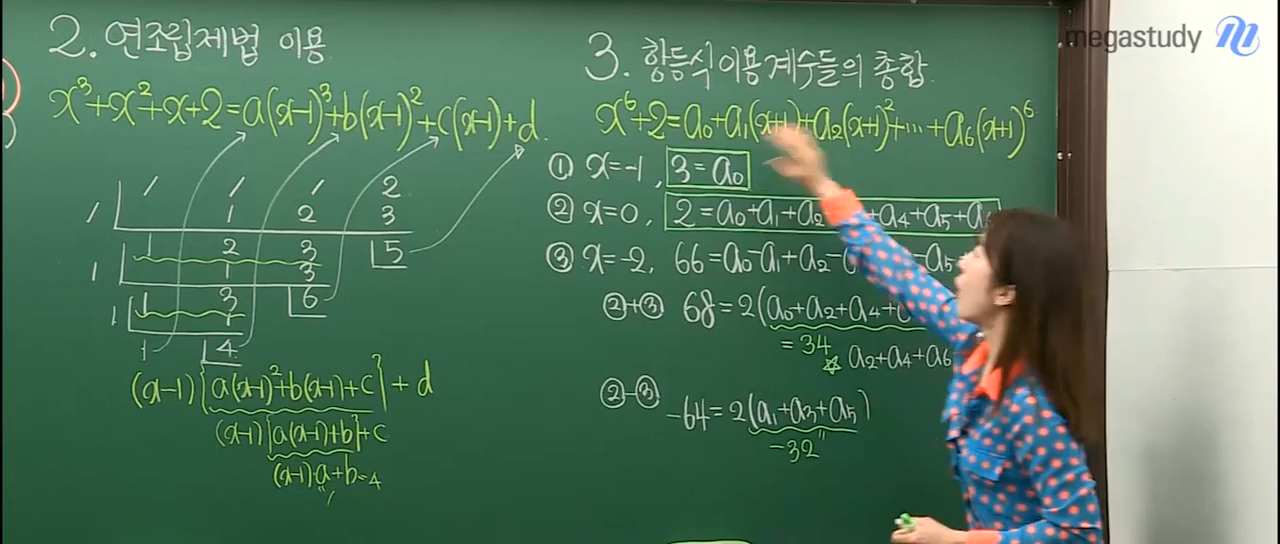 megastudy
2. 연조립제법 이용
x³+x²+x+2=a(x-1)³+b(x-1)²+c(x-1)+d
1 1 1 2
1 1 2 3
1 2 3 5
1 1 3
1 3 6
1 1
1 4
(x-1){a(x-1)²+b(x-1)+c}+d
(x-1){a(x-1)+b}+c
(x-1)·a+b=4
"
1
3. 항등식 이용 계수들의 총합
x⁶+2=a₀+a₁(x+1)+a₂(x+1)²+…+a₆(x+1)⁶
① x=-1, 3=a₀
② x=0, 2=a₀+a₁+a₂ +a₄+a₅+a
③ x=-2, 66=a₀-a₁+a₂- -a₅
②+③ 68=2(a₀+a₂+a₄+
=34
☆ a₂+a₄+a₆
②-③ -64=2(a₁+a₃+a₅)
"
-32